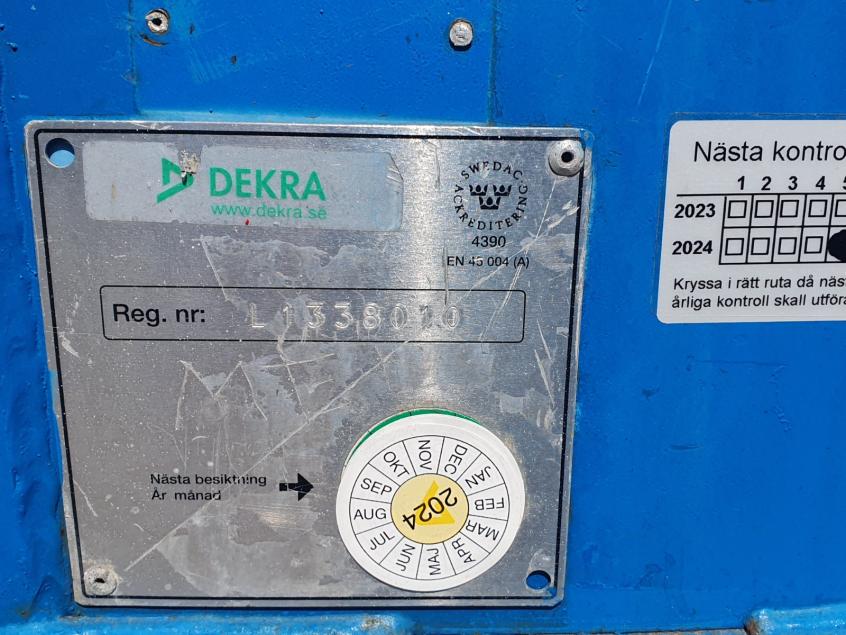 DEKRA
www.dekra.se
SWEDAC
ACKREDITERING
4390
EN 45 004 (A)
Reg. nr: L1338010
Nästa besiktning
År månad
JAN
FEB
MAR
APR
MAJ
JUN
JUL
AUG
SEP
OKT
NOV
DEC
2024
Nästa kontro
1 2 3 4 5
2023
2024
Kryssa i rätt ruta då näst
årliga kontroll skall utföra